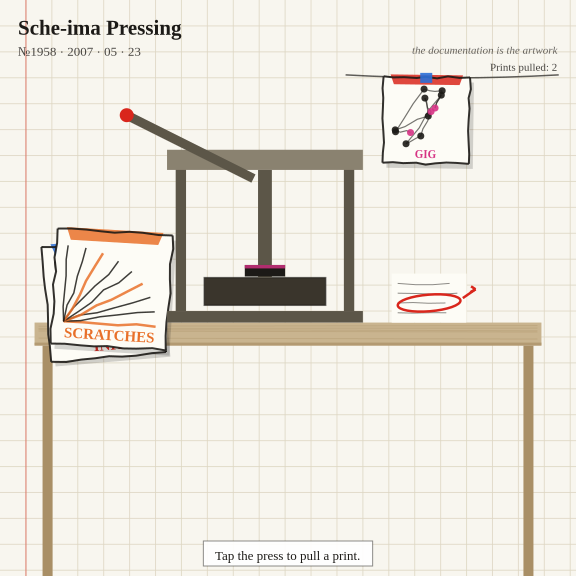 Sche-ima Pressing
№1958 · 2007 · 05 · 23
the documentation is the artwork
Prints pulled: 2
GIG
SCRATCHES
Tap the press to pull a print.